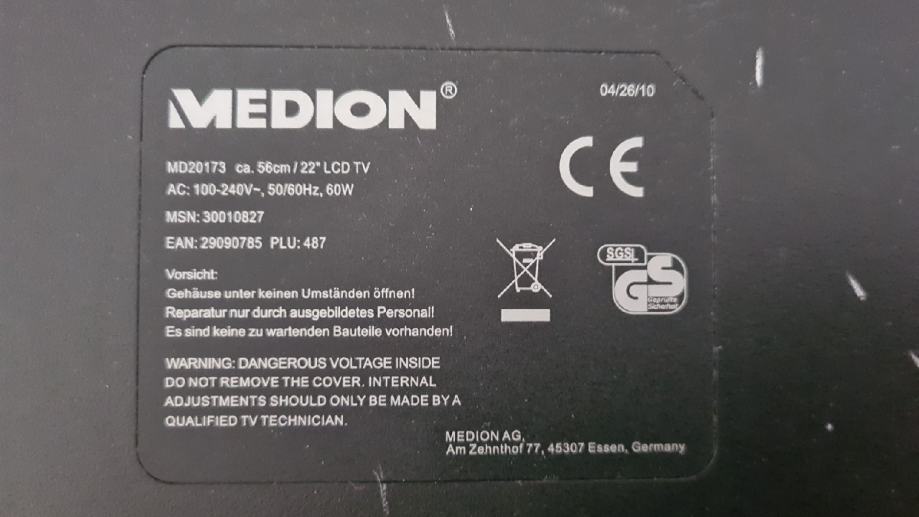 MEDION®
04/26/10
MD20173 ca. 56cm / 22" LCD TV
AC: 100-240V~, 50/60Hz, 60W
CE
MSN: 30010827
EAN: 29090785 PLU: 487
SGS
GS
Geprüfte
Sicherheit
Vorsicht:
Gehäuse unter keinen Umständen öffnen!
Reparatur nur durch ausgebildetes Personal!
Es sind keine zu wartenden Bauteile vorhanden!
WARNING: DANGEROUS VOLTAGE INSIDE
DO NOT REMOVE THE COVER. INTERNAL
ADJUSTMENTS SHOULD ONLY BE MADE BY A
QUALIFIED TV TECHNICIAN.
MEDION AG,
Am Zehnthof 77, 45307 Essen, Germany